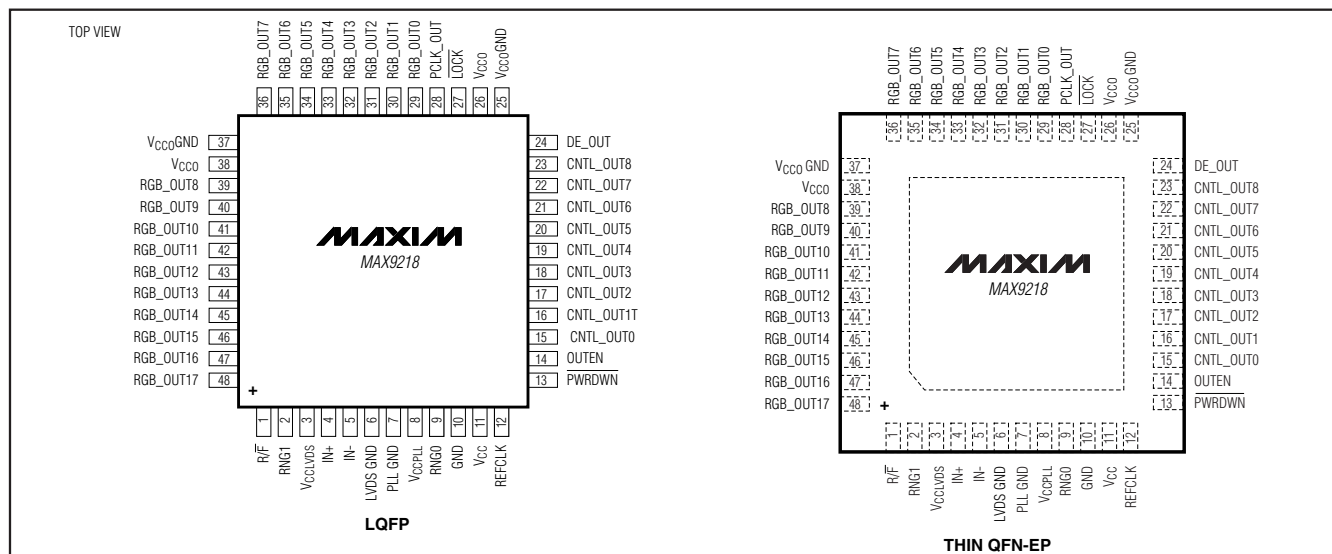 TOP VIEW
RGB_OUT7
RGB_OUT6
RGB_OUT5
RGB_OUT4
RGB_OUT3
RGB_OUT2
RGB_OUT1
RGB_OUT0
PCLK_OUT
LOCK
VCCO
VCCOGND
36
35
34
33
32
31
30
29
28
27
26
25
VCCOGND 37
VCCO 38
RGB_OUT8 39
RGB_OUT9 40
RGB_OUT10 41
RGB_OUT11 42
RGB_OUT12 43
RGB_OUT13 44
RGB_OUT14 45
RGB_OUT15 46
RGB_OUT16 47
RGB_OUT17 48
MAXIM
MAX9218
24 DE_OUT
23 CNTL_OUT8
22 CNTL_OUT7
21 CNTL_OUT6
20 CNTL_OUT5
19 CNTL_OUT4
18 CNTL_OUT3
17 CNTL_OUT2
16 CNTL_OUT1T
15 CNTL_OUT0
14 OUTEN
13 PWRDWN
+
1
2
3
4
5
6
7
8
9
10
11
12
R/F
RNG1
VCCLVDS
IN+
IN-
LVDS GND
PLL GND
VCCPLL
RNG0
GND
VCC
REFCLK
LQFP
RGB_OUT7
RGB_OUT6
RGB_OUT5
RGB_OUT4
RGB_OUT3
RGB_OUT2
RGB_OUT1
RGB_OUT0
PCLK_OUT
LOCK
VCCO
VCCO GND
36
35
34
33
32
31
30
29
28
27
26
25
VCCO GND 37
VCCO 38
RGB_OUT8 39
RGB_OUT9 40
RGB_OUT10 41
RGB_OUT11 42
RGB_OUT12 43
RGB_OUT13 44
RGB_OUT14 45
RGB_OUT15 46
RGB_OUT16 47
RGB_OUT17 48
MAXIM
MAX9218
24 DE_OUT
23 CNTL_OUT8
22 CNTL_OUT7
21 CNTL_OUT6
20 CNTL_OUT5
19 CNTL_OUT4
18 CNTL_OUT3
17 CNTL_OUT2
16 CNTL_OUT1
15 CNTL_OUT0
14 OUTEN
13 PWRDWN
+
1
2
3
4
5
6
7
8
9
10
11
12
R/F
RNG1
VCCLVDS
IN+
IN-
LVDS GND
PLL GND
VCCPLL
RNG0
GND
VCC
REFCLK
THIN QFN-EP